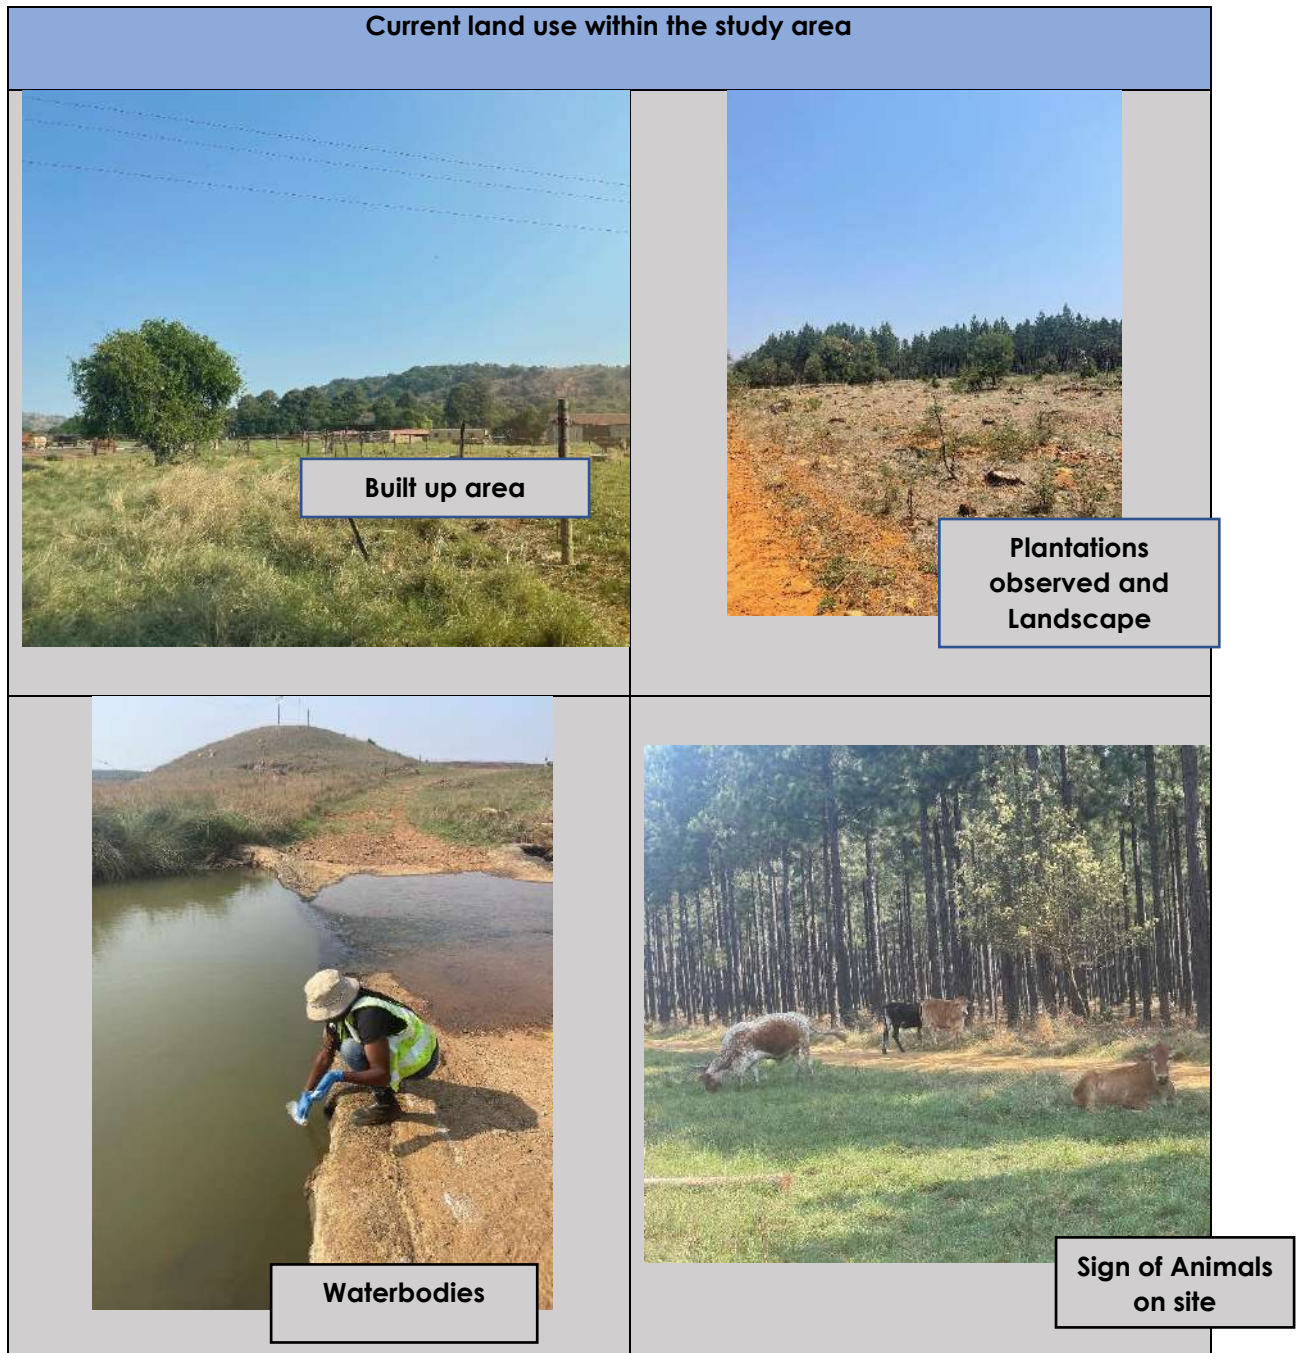 Current land use within the study area
Built up area
Plantations
observed and
Landscape
Waterbodies
Sign of Animals
on site